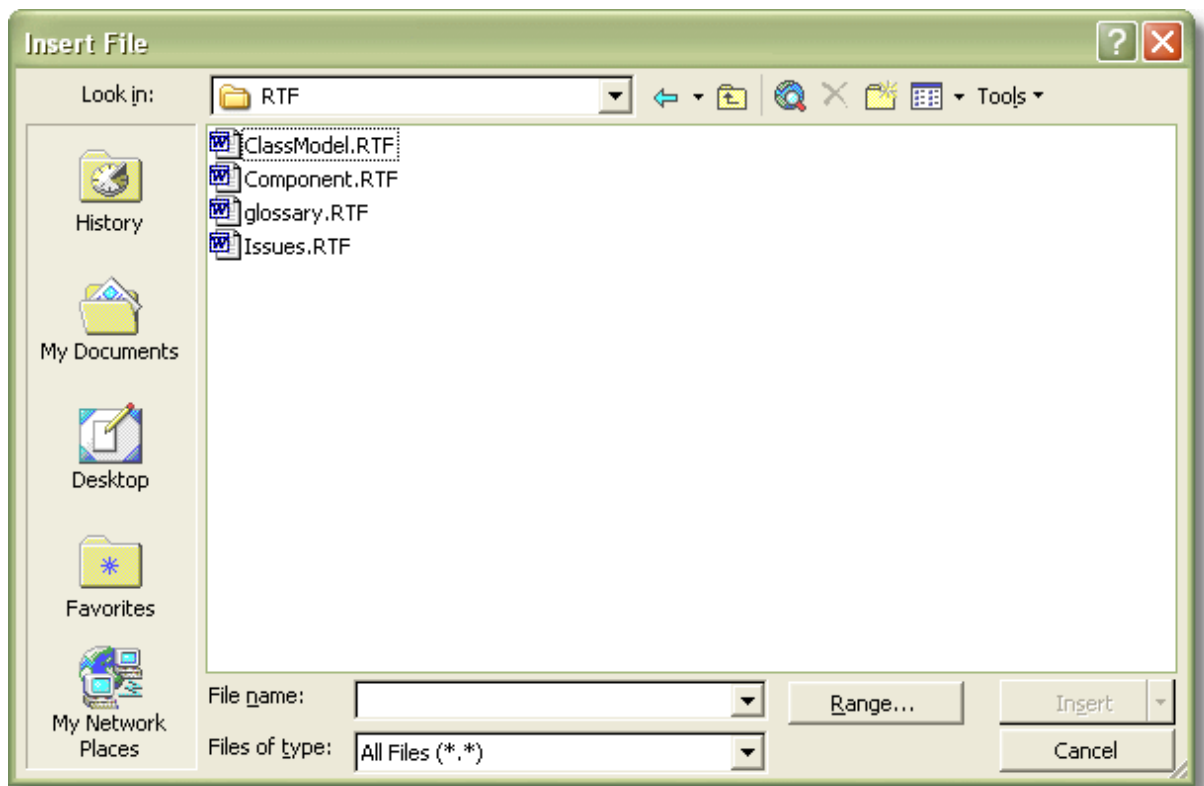 Insert File
Look in:
RTF
Tools
History
My Documents
Desktop
Favorites
My Network
Places
ClassModel.RTF
Component.RTF
glossary.RTF
Issues.RTF
File name:
Range...
Insert
Files of type:
All Files (*.*)
Cancel